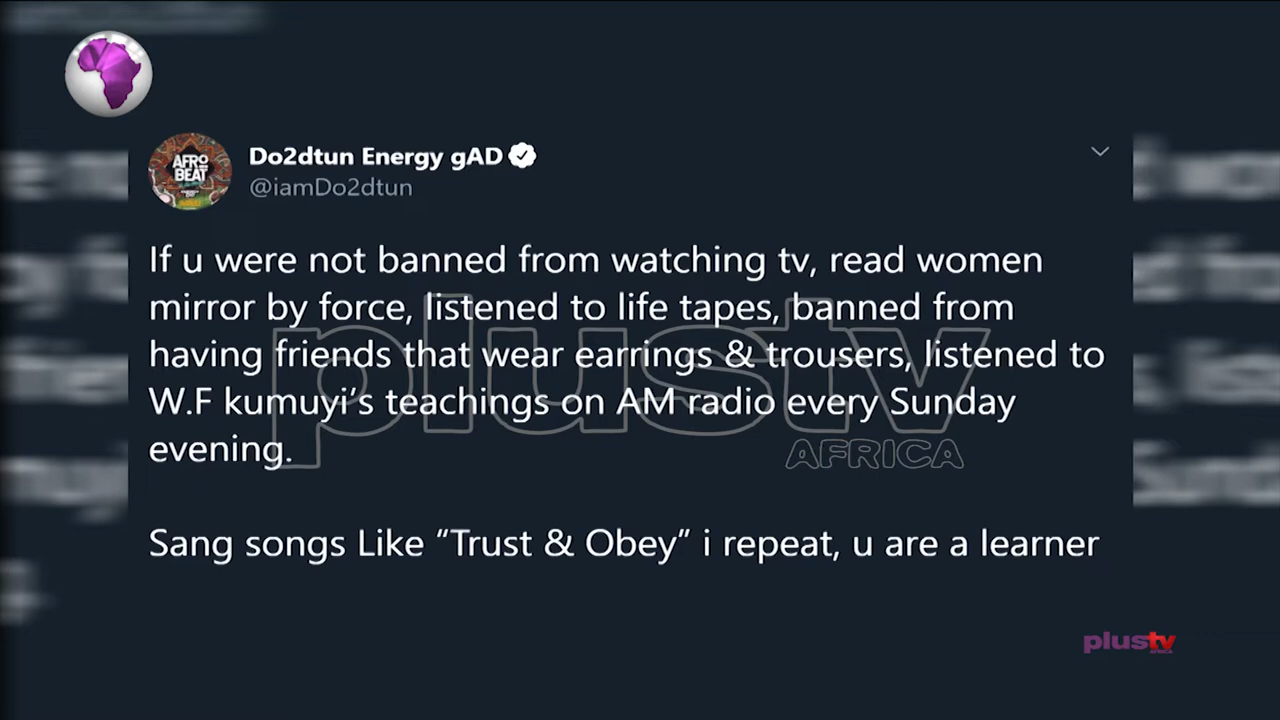 AFRO
BEAT
Do2dtun Energy gAD
@iamDo2dtun
If u were not banned from watching tv, read women
mirror by force, listened to life tapes, banned from
having friends that wear earrings & trousers, listened to
W.F kumuyi’s teachings on AM radio every Sunday
evening.
Sang songs Like “Trust & Obey” i repeat, u are a learner
plustv
AFRICA
plustv